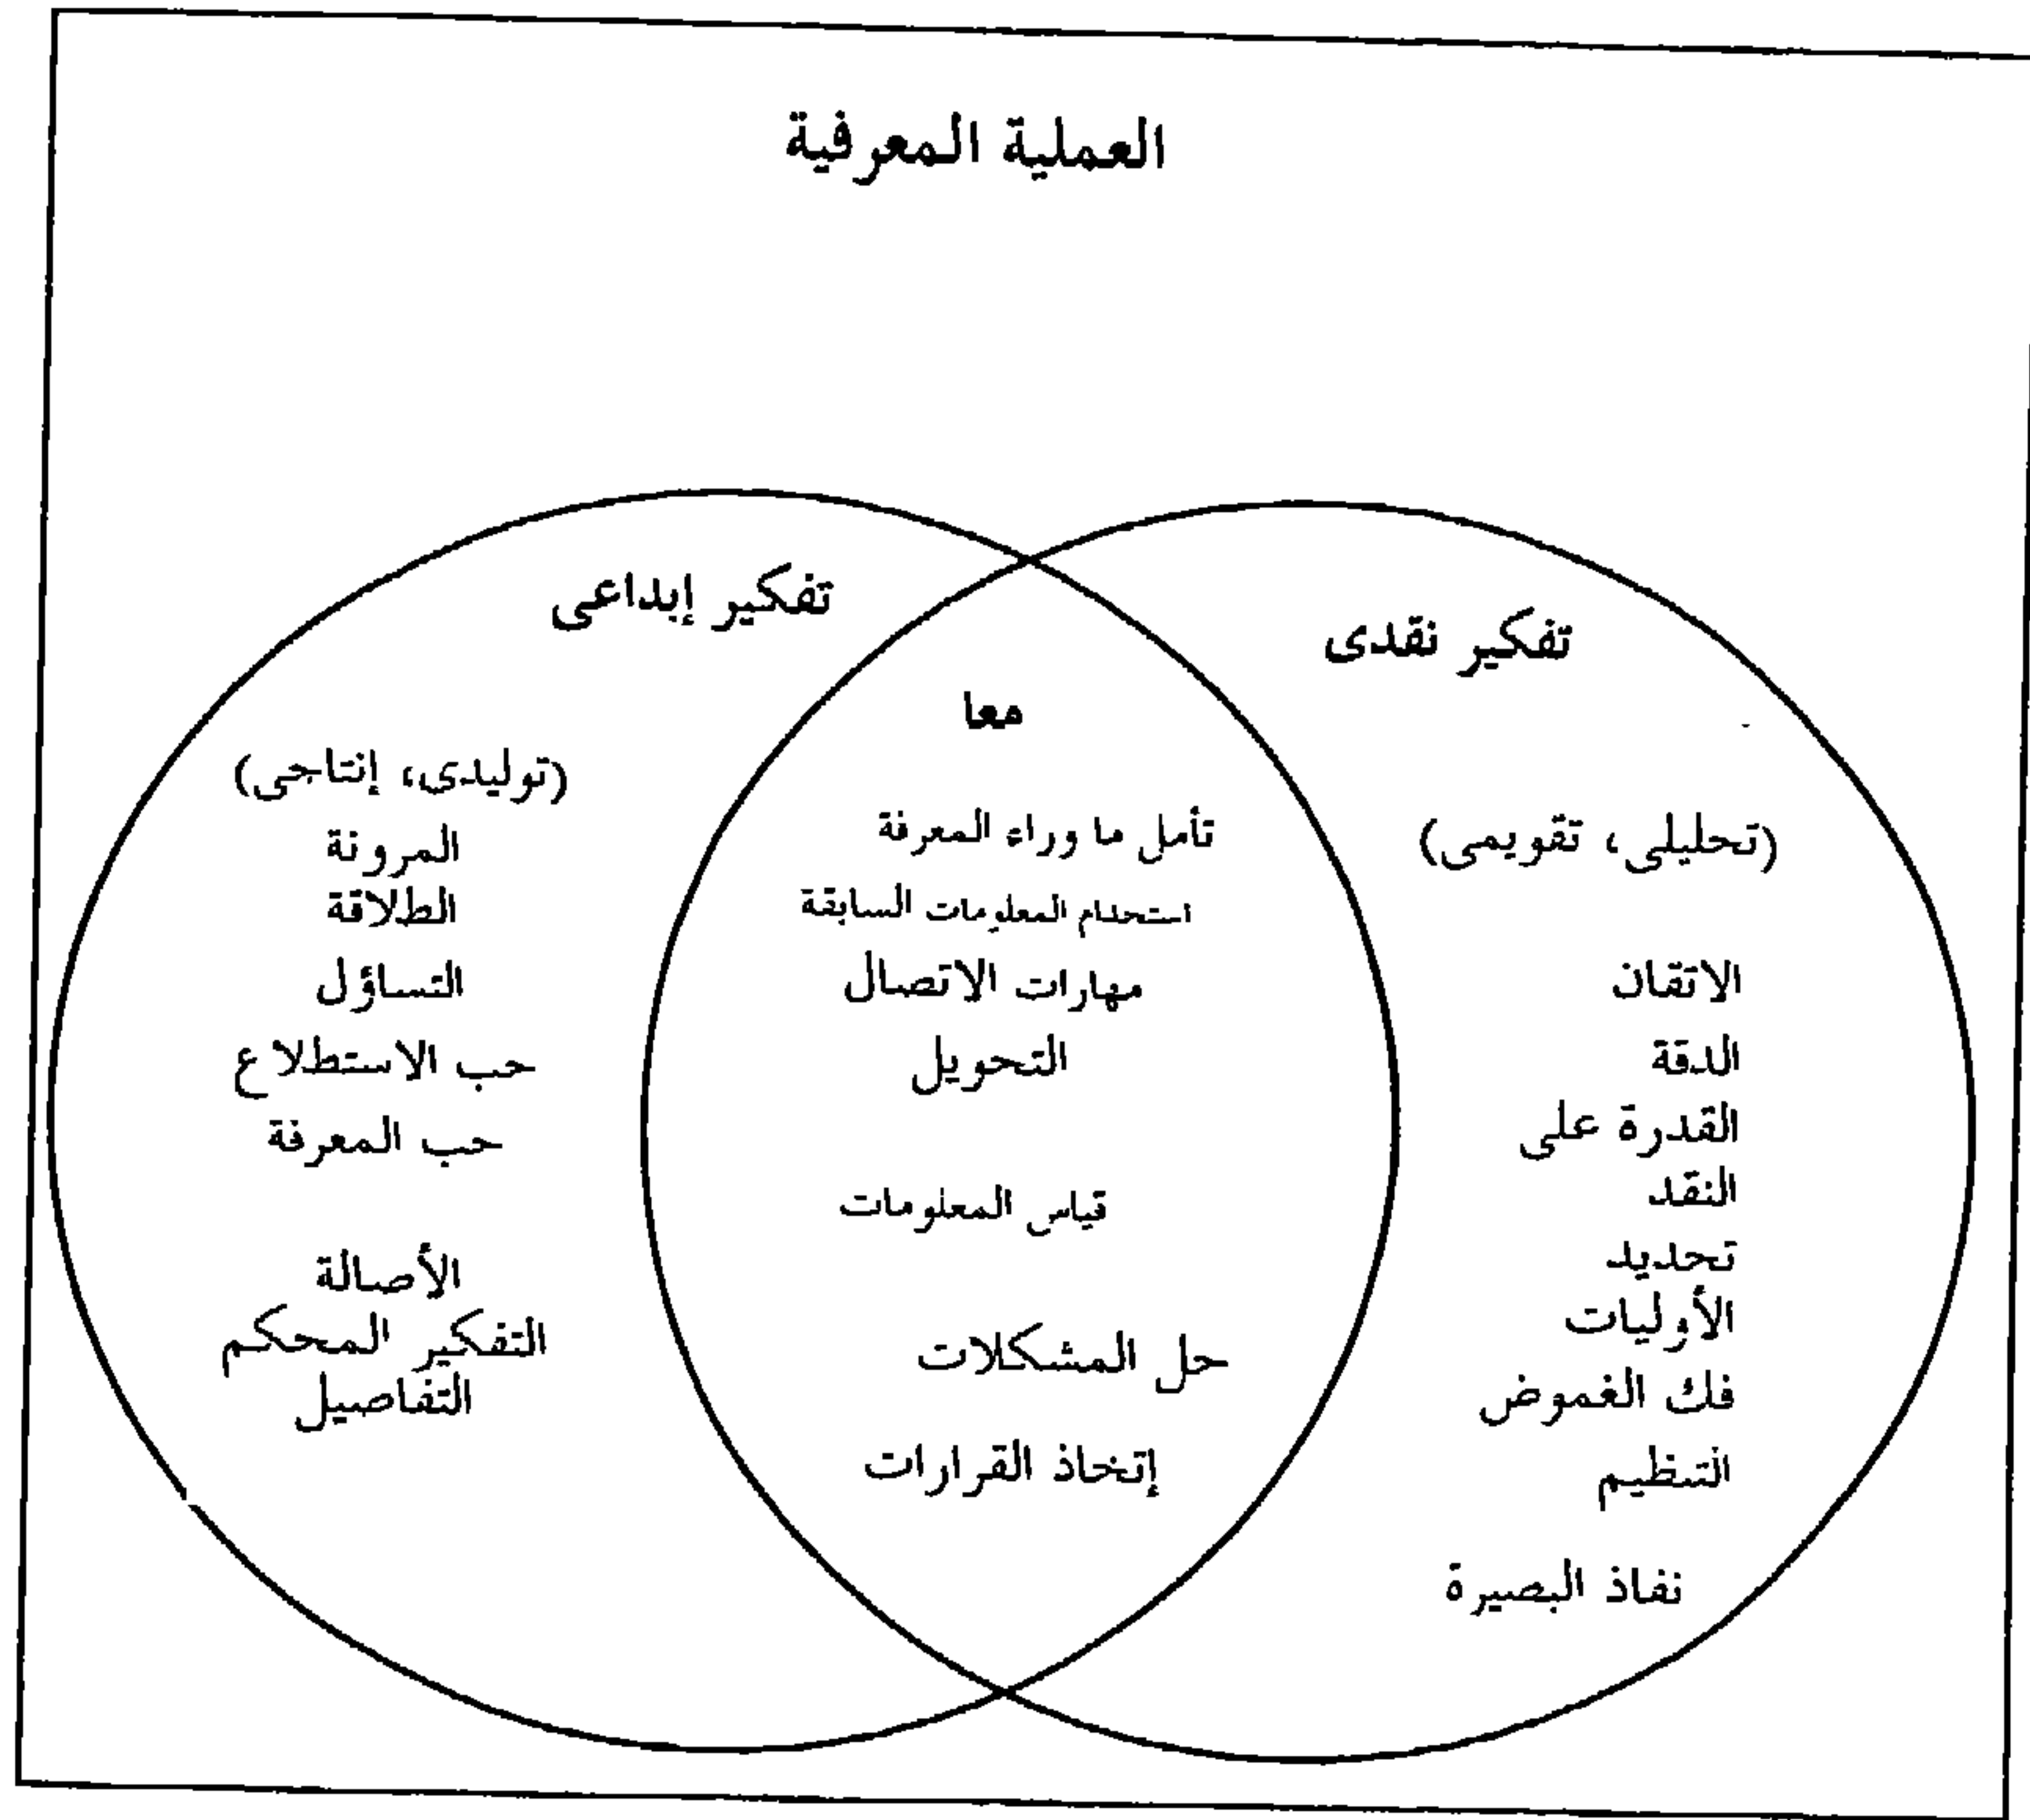 العملية المعرفية
تفكير نقدى
(تحليلى، تقويمى)
الاتقان
الدقة
القدرة على
النقد
تحديد
الأوليات
فك الغموض
التنظيم
نفاذ البصيرة
معا
تأمل ما وراء المعرفة
استخدام المعلومات السابقة
مهارات الاتصال
التحويل
قياس المعلومات
حل المشكلات
إتخاذ القرارات
تفكير إبداعى
(توليدى، إنتاجى)
المرونة
الطلاقة
التساؤل
حب الاستطلاع
حب المعرفة
الأصالة
التفكير المحكم
التفاصيل